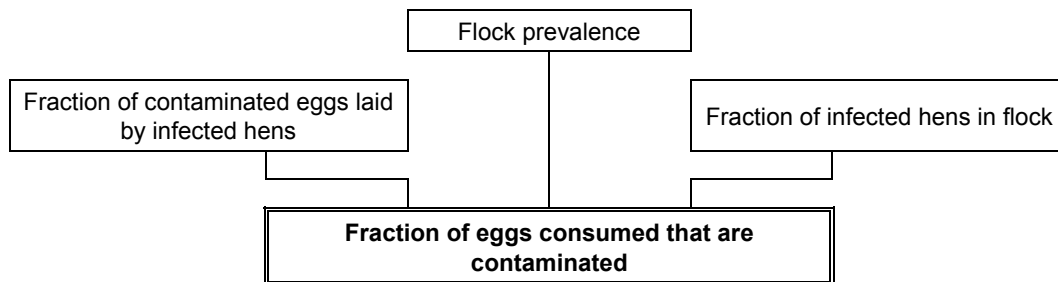 Flock prevalence
Fraction of contaminated eggs laid
by infected hens
Fraction of infected hens in flock
Fraction of eggs consumed that are
contaminated